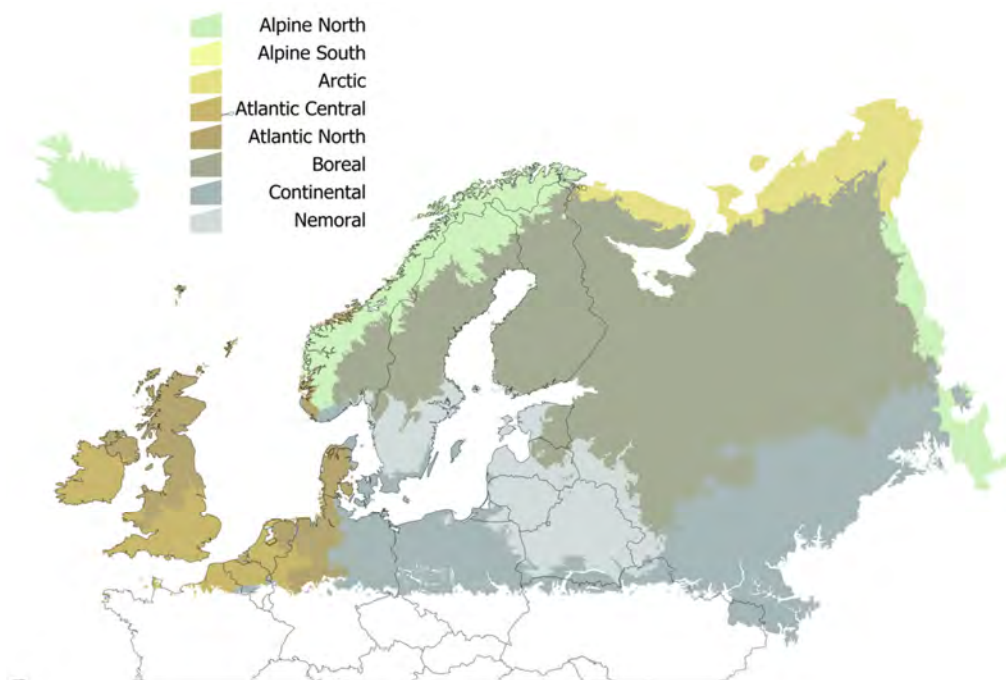 Alpine North
Alpine South
Arctic
Atlantic Central
Atlantic North
Boreal
Continental
Nemoral